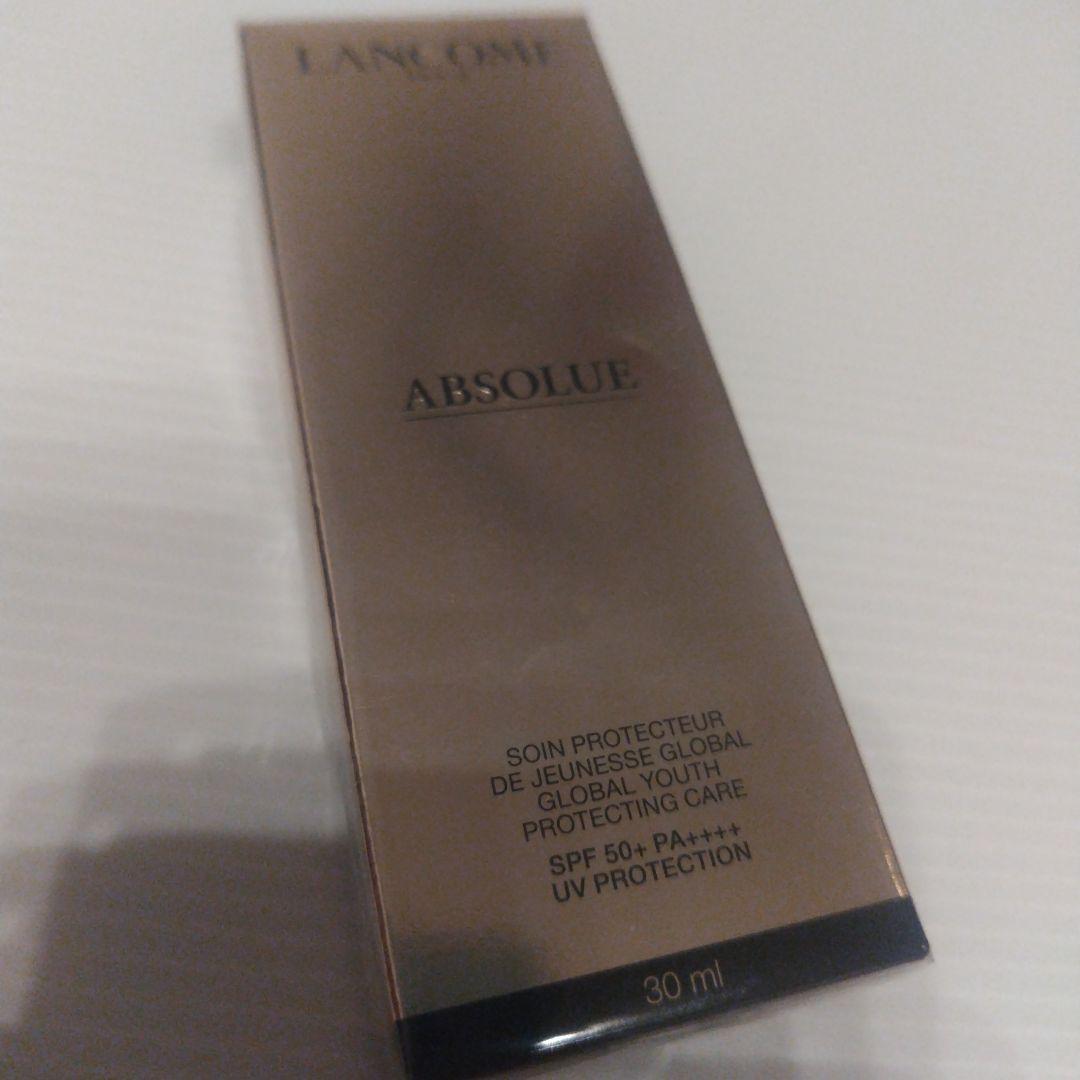 LANCOME
ABSOLUE
SOIN PROTECTEUR
DE JEUNESSE GLOBAL
GLOBAL YOUTH
PROTECTING CARE
SPF 50+ PA++++
UV PROTECTION
30 ml